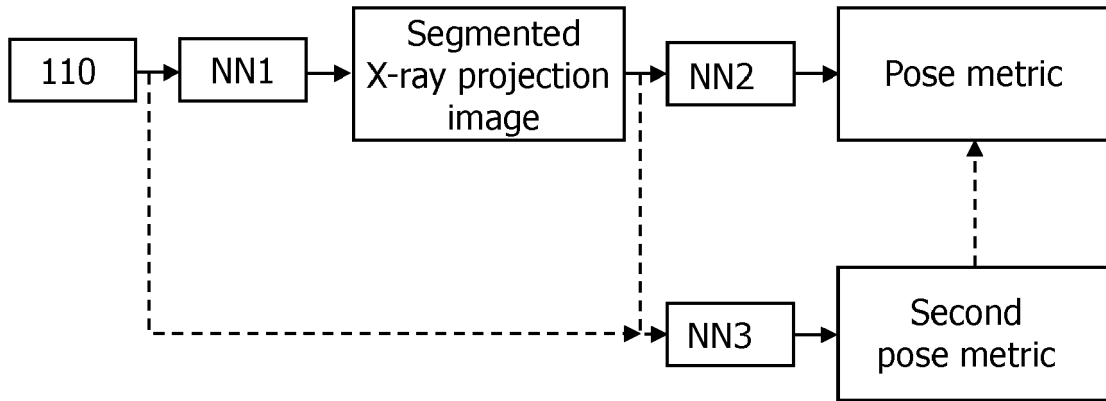 110
NN1
Segmented
X-ray projection
image
NN2
Pose metric
NN3
Second
pose metric